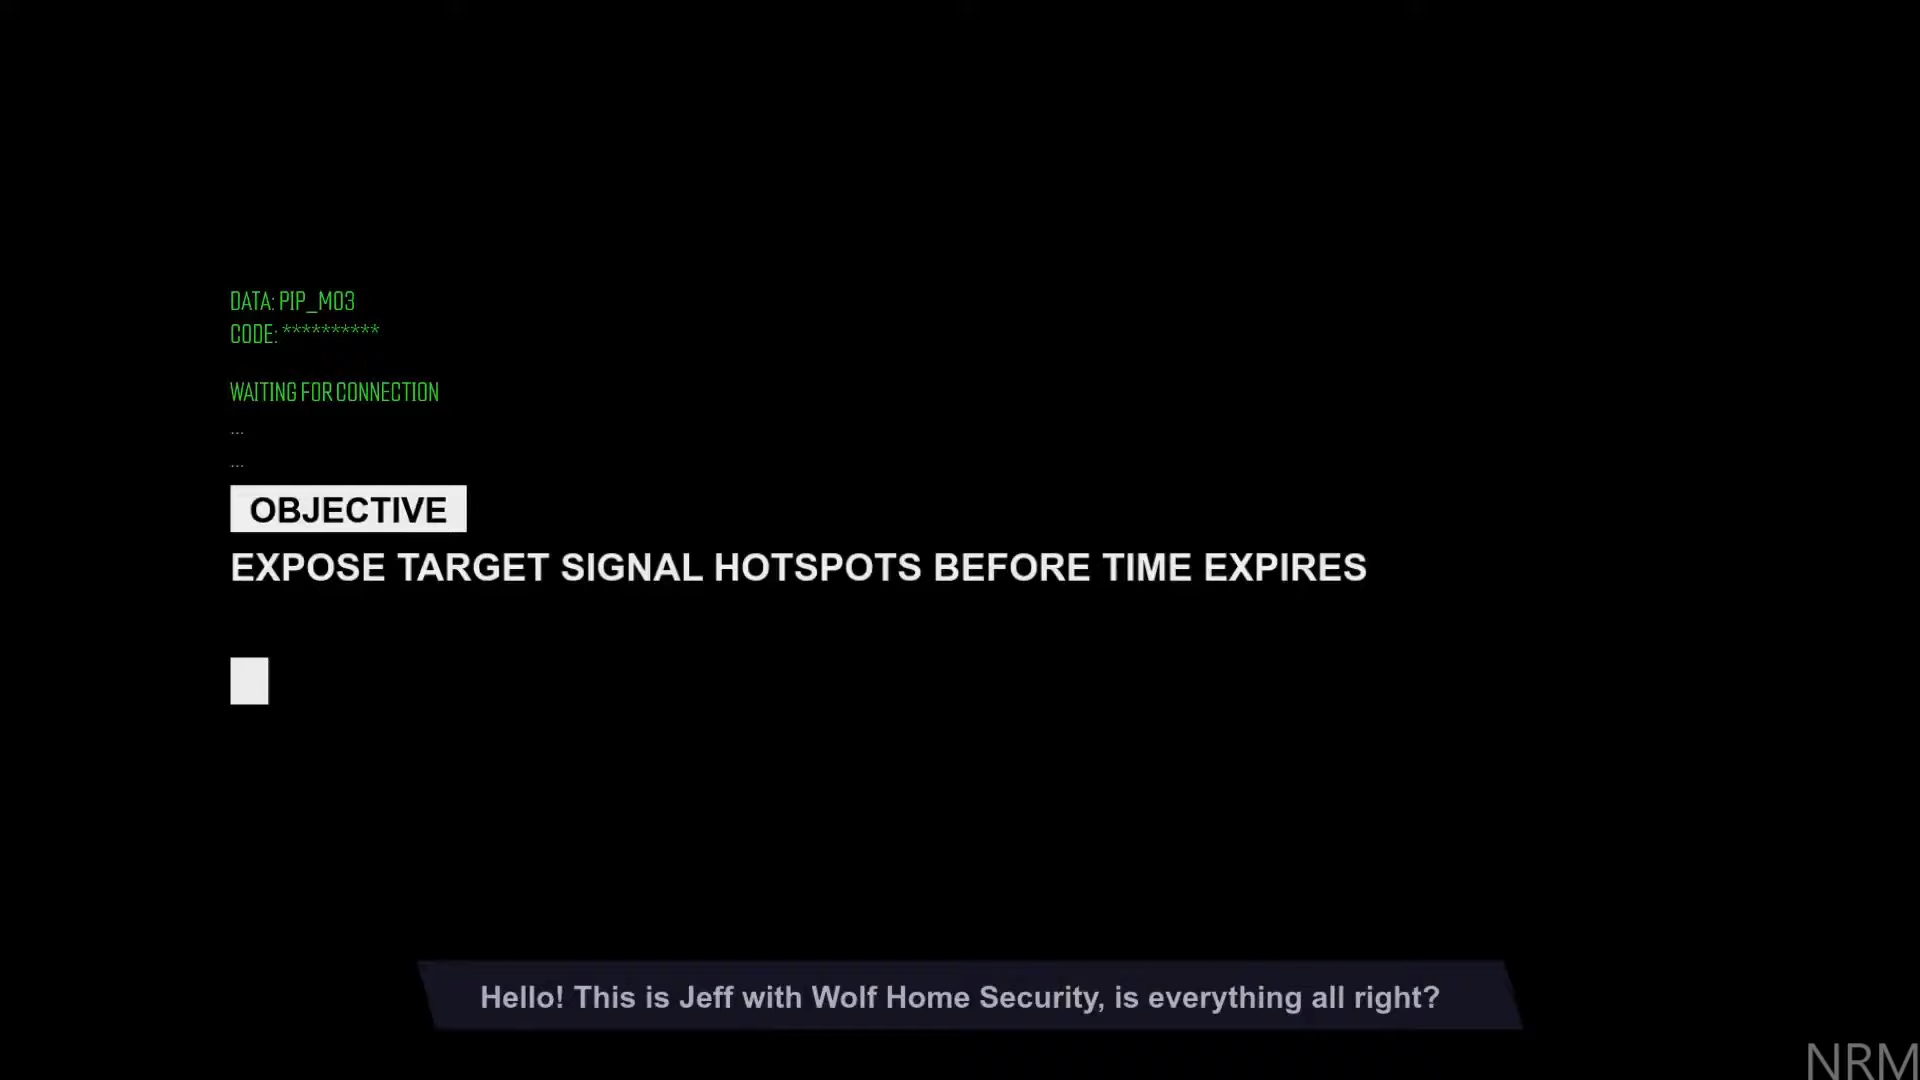 DATA: PIP_M03
CODE: **********
WAITING FOR CONNECTION
...
...
OBJECTIVE
EXPOSE TARGET SIGNAL HOTSPOTS BEFORE TIME EXPIRES
Hello! This is Jeff with Wolf Home Security, is everything all right?
NRM